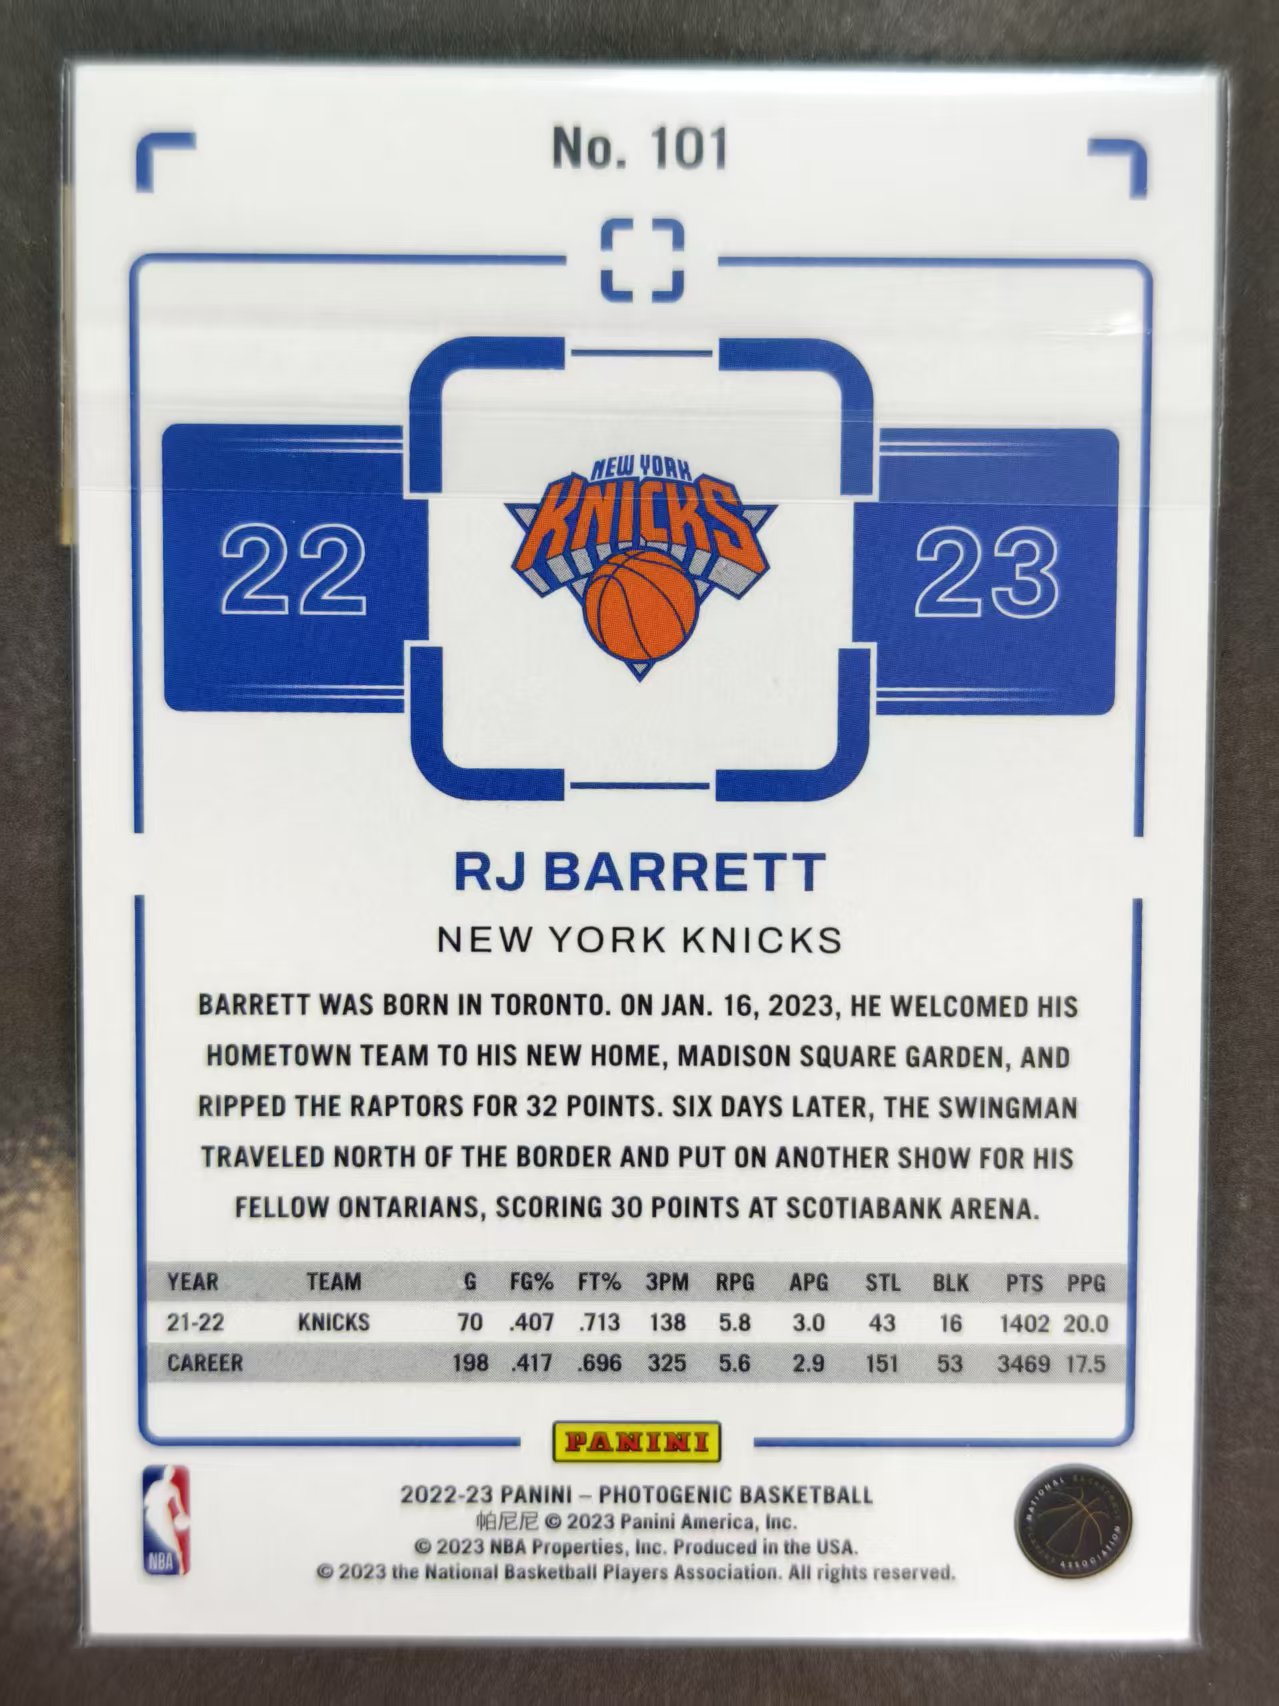 No. 101
22
NEW YORK
KNICKS
23
RJ BARRETT
NEW YORK KNICKS
BARRETT WAS BORN IN TORONTO. ON JAN. 16, 2023, HE WELCOMED HIS
HOMETOWN TEAM TO HIS NEW HOME, MADISON SQUARE GARDEN, AND
RIPPED THE RAPTORS FOR 32 POINTS. SIX DAYS LATER, THE SWINGMAN
TRAVELED NORTH OF THE BORDER AND PUT ON ANOTHER SHOW FOR HIS
FELLOW ONTARIANS, SCORING 30 POINTS AT SCOTIABANK ARENA.
YEAR TEAM G FG% FT% 3PM RPG APG STL BLK PTS PPG
21-22 KNICKS 70 .407 .713 138 5.8 3.0 43 16 1402 20.0
CAREER 198 .417 .696 325 5.6 2.9 151 53 3469 17.5
PANINI
2022-23 PANINI – PHOTOGENIC BASKETBALL
帕尼尼 © 2023 Panini America, Inc.
© 2023 NBA Properties, Inc. Produced in the USA.
© 2023 the National Basketball Players Association. All rights reserved.
NBA
NATIONAL BASKETBALL
PLAYERS ASSOCIATION